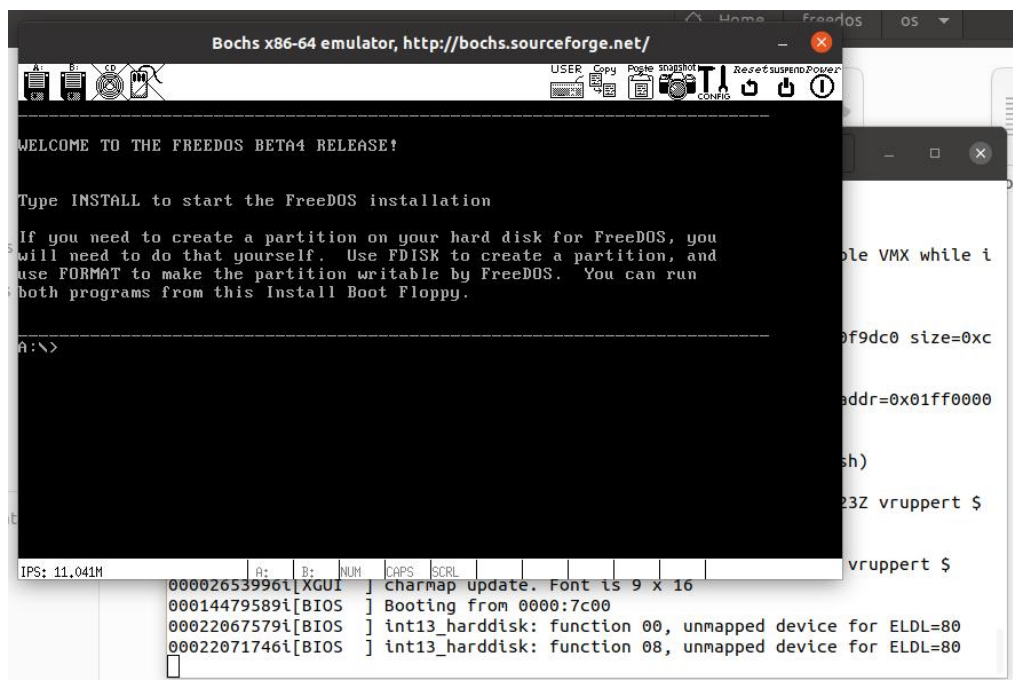 Home freedos os
Bochs x86-64 emulator, http://bochs.sourceforge.net/
A: B: CD USER Copy Paste snapshot CONFIG Reset SUSPEND Power
WELCOME TO THE FREEDOS BETA4 RELEASE!
Type INSTALL to start the FreeDOS installation
If you need to create a partition on your hard disk for FreeDOS, you
will need to do that yourself. Use FDISK to create a partition, and
use FORMAT to make the partition writable by FreeDOS. You can run
both programs from this Install Boot Floppy.
A:\>
ble VMX while i
0f9dc0 size=0xc
addr=0x01ff0000
sh)
23Z vruppert $
vruppert $
IPS: 11.041M A: B: NUM CAPS SCRL
00002653996i[XGUI ] charmap update. Font is 9 x 16
00014479589i[BIOS ] Booting from 0000:7c00
00022067579i[BIOS ] int13_harddisk: function 00, unmapped device for ELDL=80
00022071746i[BIOS ] int13_harddisk: function 08, unmapped device for ELDL=80